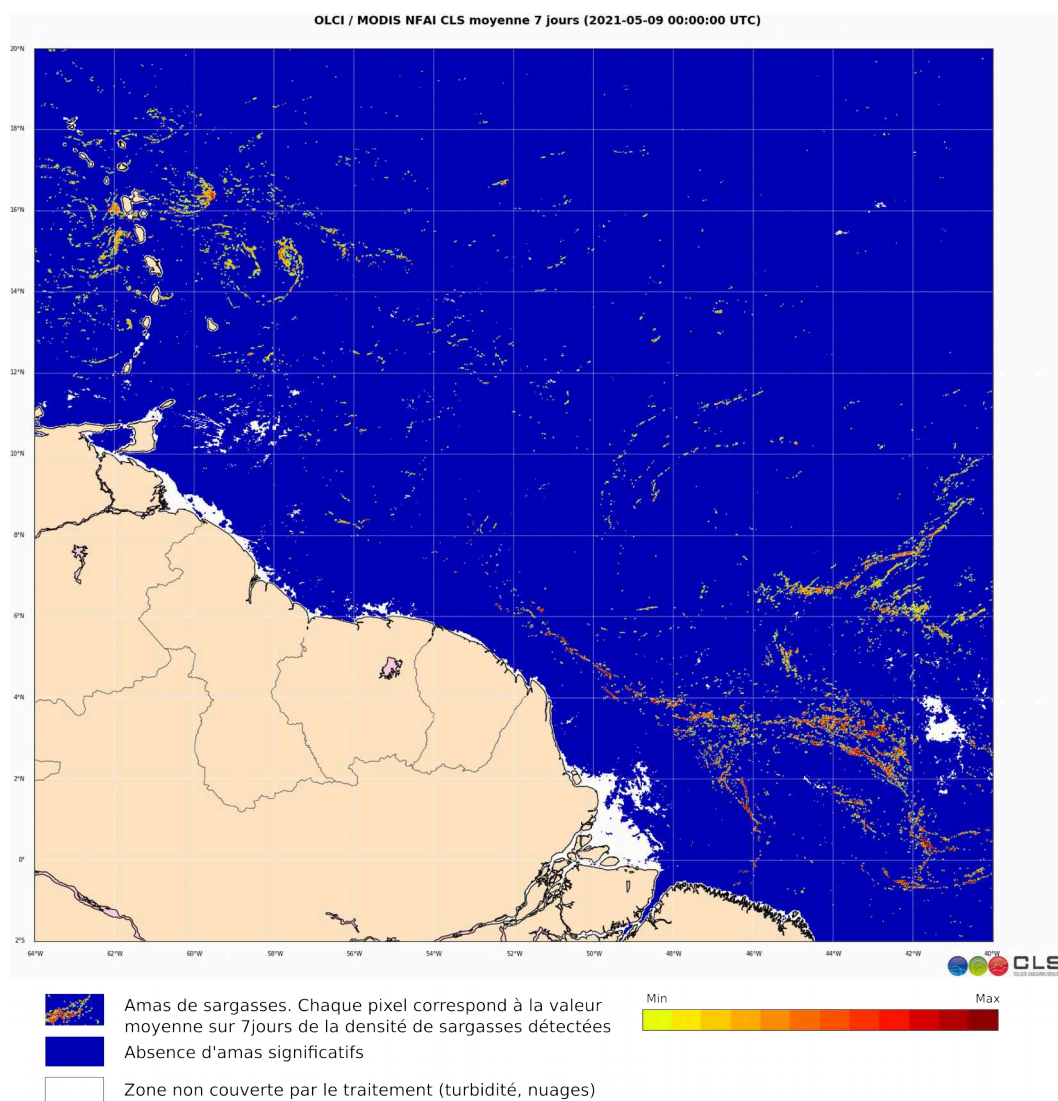 OLCI / MODIS NFAI CLS moyenne 7 jours (2021-05-09 00:00:00 UTC)
20°N
18°N
16°N
14°N
12°N
10°N
8°N
6°N
4°N
2°N
0°
2°S
64°W 62°W 60°W 58°W 56°W 54°W 52°W 50°W 48°W 46°W 44°W 42°W 40°W
CLS
Min Max
Amas de sargasses. Chaque pixel correspond à la valeur
moyenne sur 7jours de la densité de sargasses détectées
Absence d'amas significatifs
Zone non couverte par le traitement (turbidité, nuages)